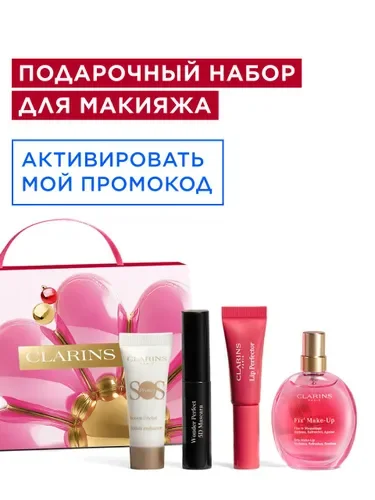 ПОДАРОЧНЫЙ НАБОР
ДЛЯ МАКИЯЖА
АКТИВИРОВАТЬ
МОЙ ПРОМОКОД
CLARINS
CLARINS
SOS
Wonder Perfect
5D Mascara
CLARINS
Lip Perfector
CLARINS
Fix' Make-Up